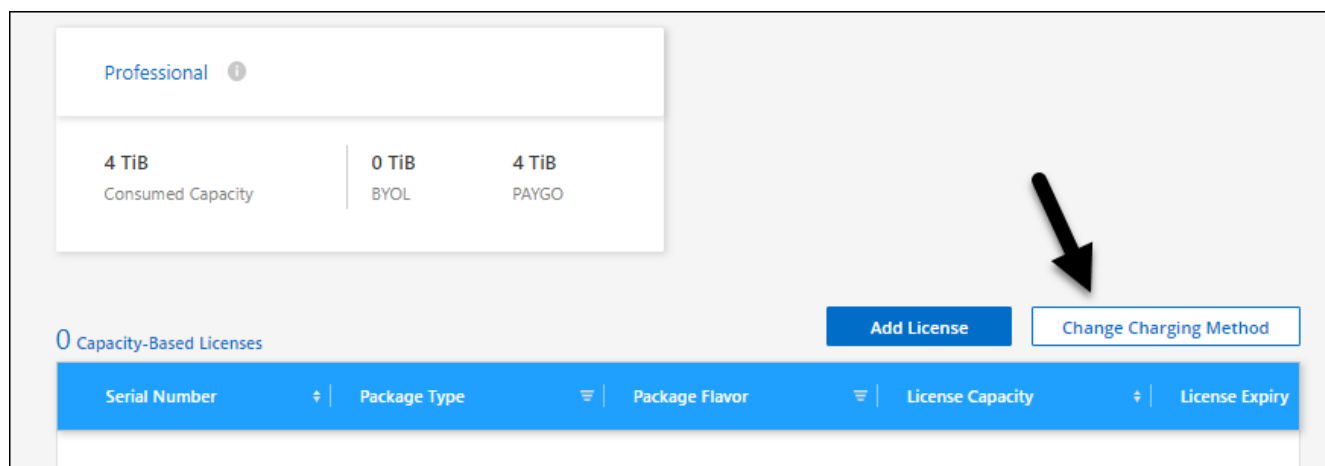 Professional
4 TiB 0 TiB 4 TiB
Consumed Capacity BYOL PAYGO
Add License Change Charging Method
0 Capacity-Based Licenses
Serial Number Package Type Package Flavor License Capacity License Expiry